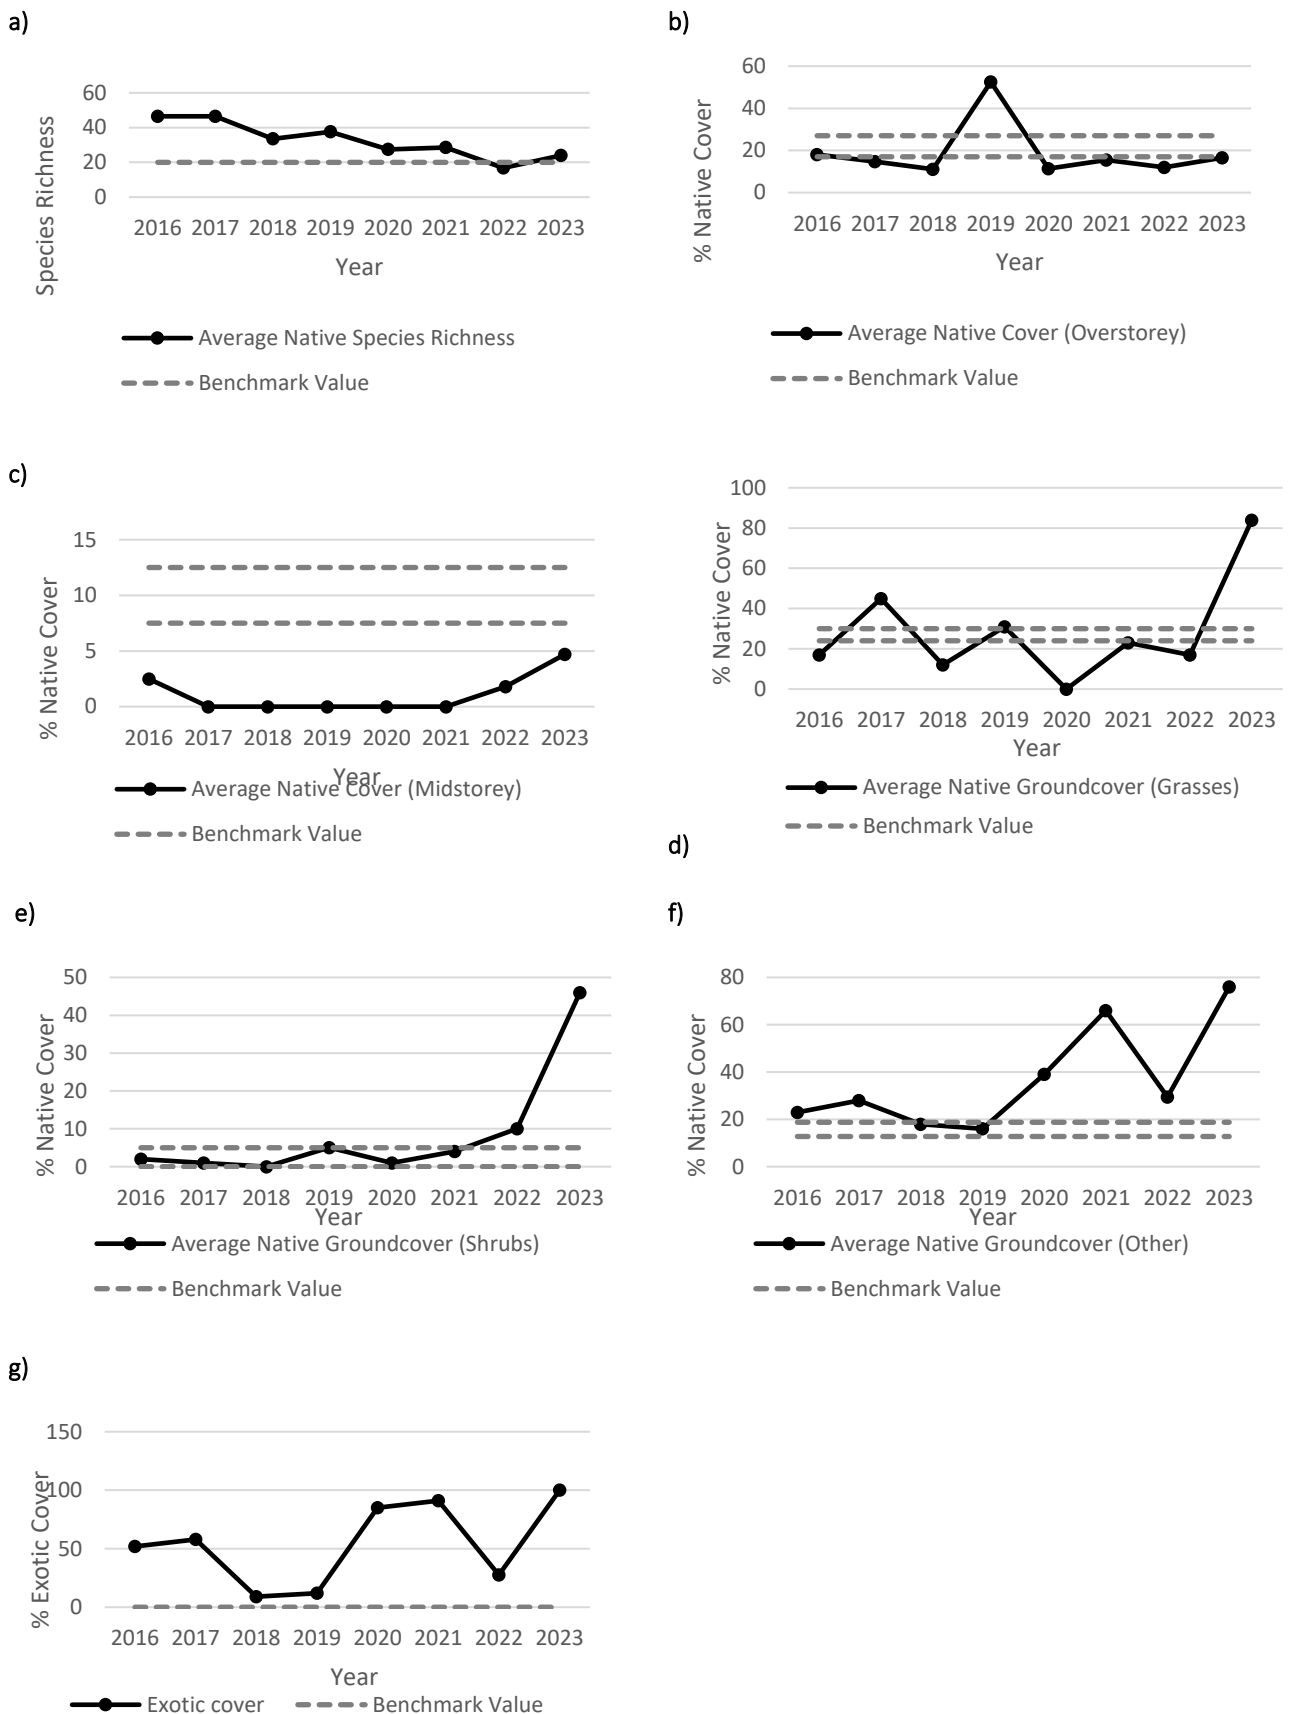 a)
60
40
20
0
Species Richness
2016 2017 2018 2019 2020 2021 2022 2023
Year
Average Native Species Richness
Benchmark Value
b)
60
40
20
0
% Native Cover
2016 2017 2018 2019 2020 2021 2022 2023
Year
Average Native Cover (Overstorey)
Benchmark Value
c)
15
10
5
0
% Native Cover
2016 2017 2018 2019 2020 2021 2022 2023
Year
Average Native Cover (Midstorey)
Benchmark Value
100
80
60
40
20
0
% Native Cover
2016 2017 2018 2019 2020 2021 2022 2023
Year
Average Native Groundcover (Grasses)
Benchmark Value
d)
e)
50
40
30
20
10
0
% Native Cover
2016 2017 2018 2019 2020 2021 2022 2023
Year
Average Native Groundcover (Shrubs)
Benchmark Value
f)
80
60
40
20
0
% Native Cover
2016 2017 2018 2019 2020 2021 2022 2023
Year
Average Native Groundcover (Other)
Benchmark Value
g)
150
100
50
0
% Exotic Cover
2016 2017 2018 2019 2020 2021 2022 2023
Year
Exotic cover Benchmark Value